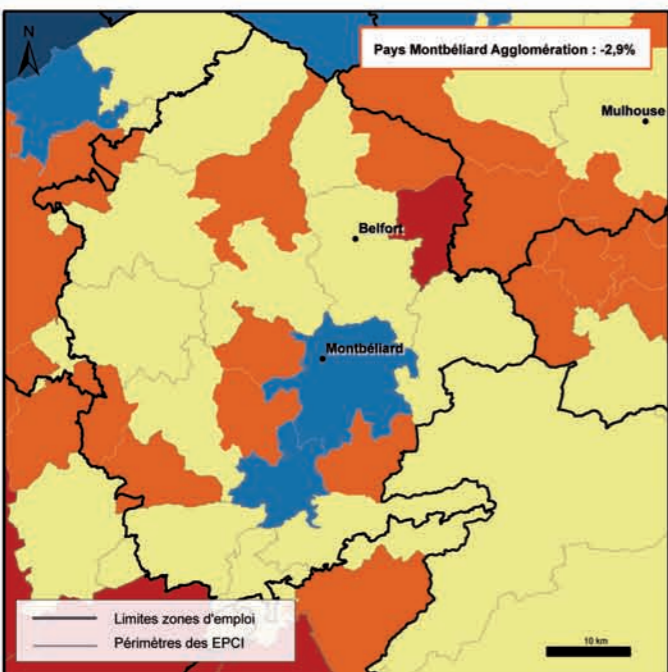 N
Pays Montbéliard Agglomération : -2,9%
Mulhouse
Belfort
Montbéliard
Limites zones d'emploi
Périmètres des EPCI
10 km